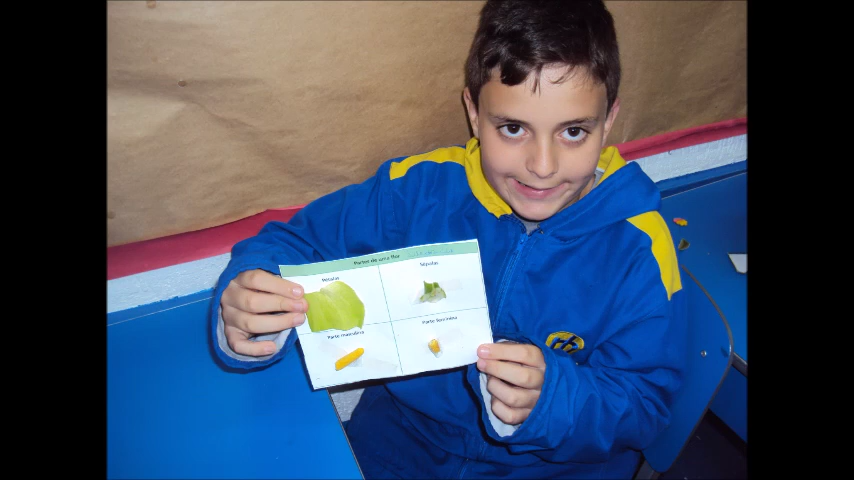 Partes de uma flor
Pétalas
Sépalas
Parte masculina
Parte feminina